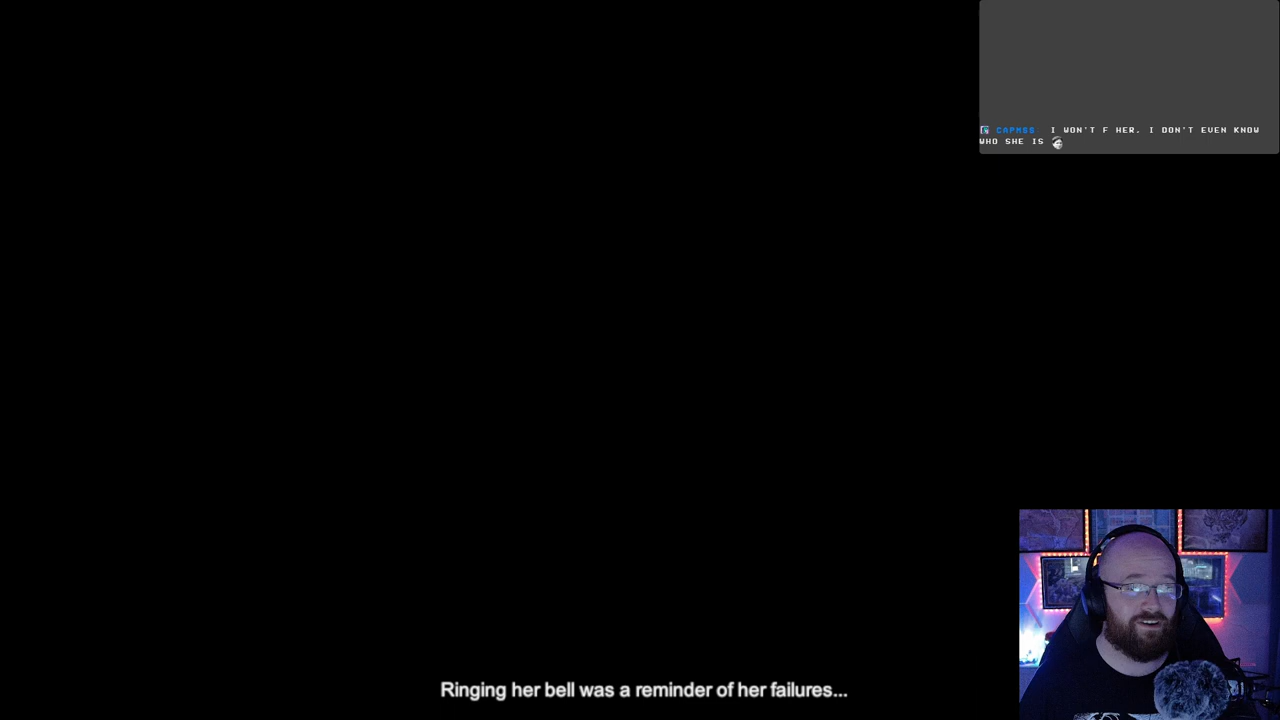 CAPNSS I WON'T F HER. I DON'T EVEN KNOW
WHO SHE IS
Ringing her bell was a reminder of her failures...